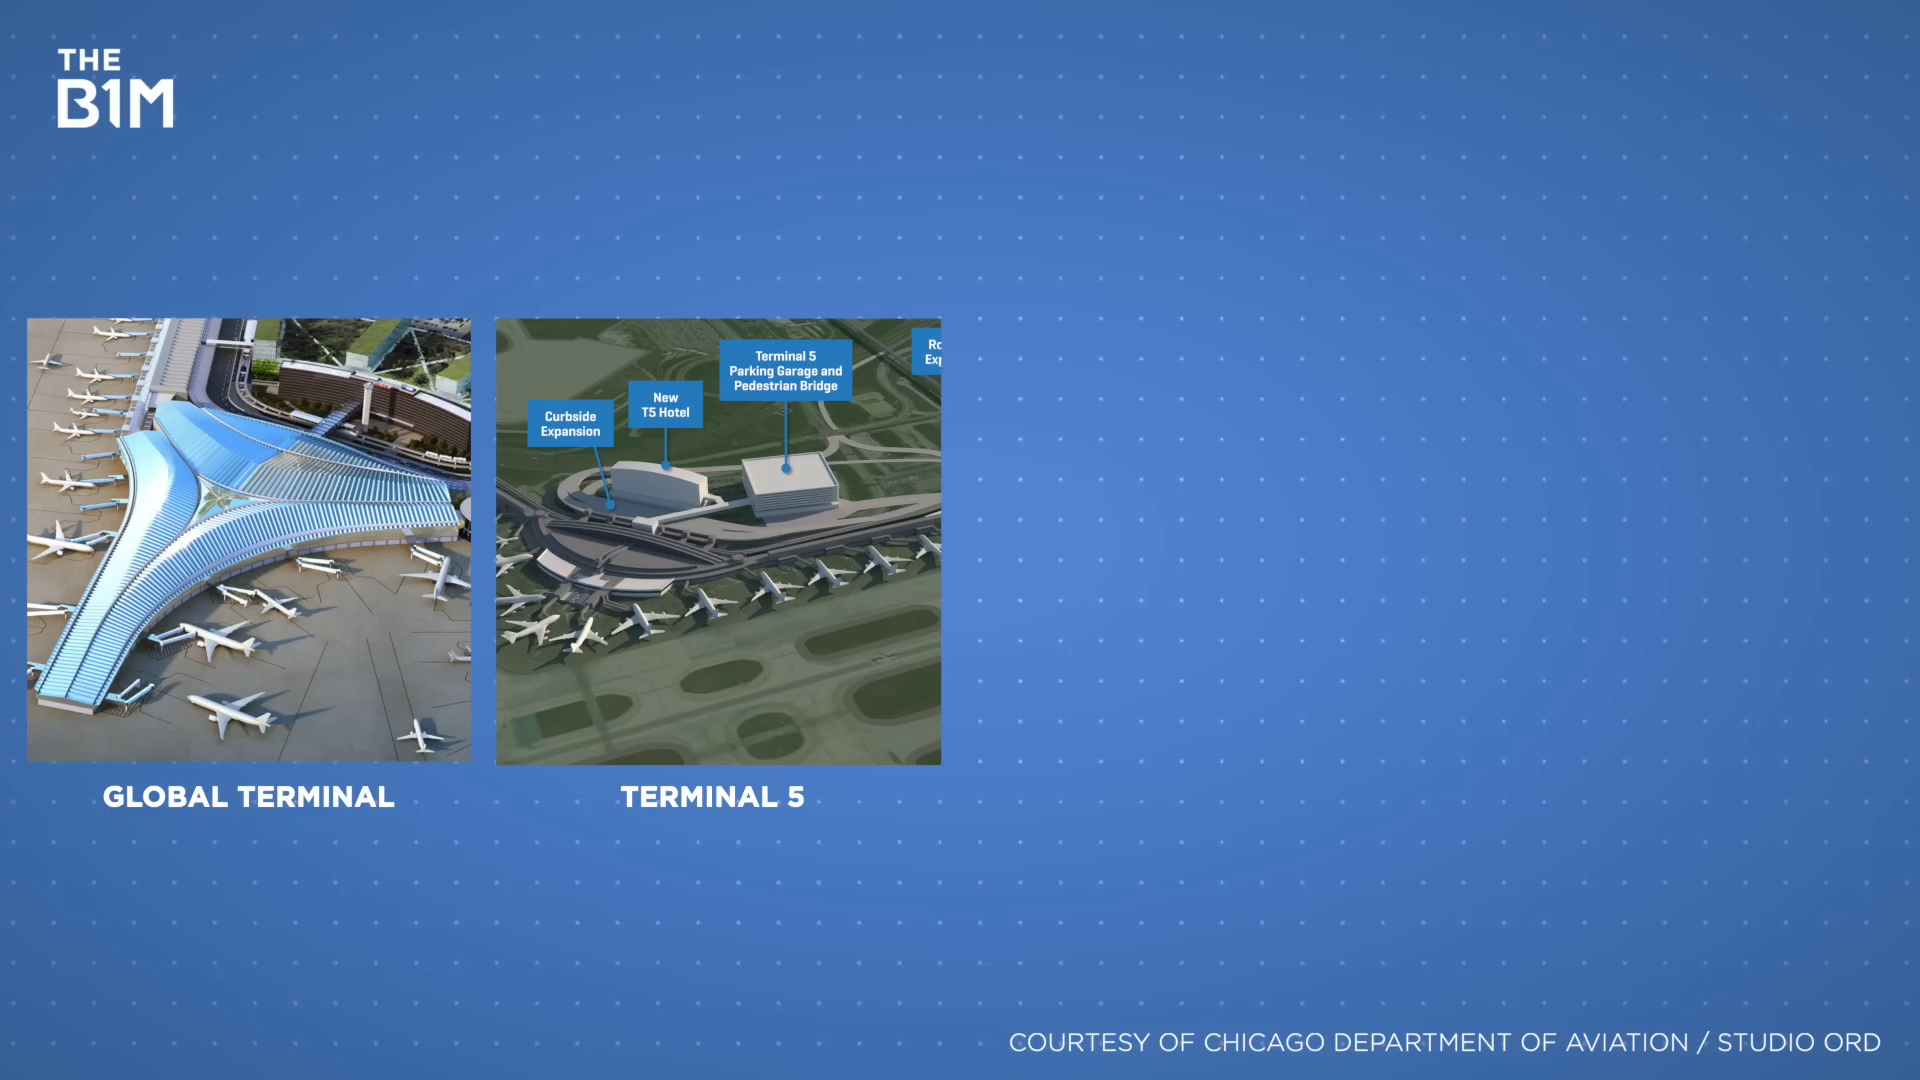 THE
B1M
Curbside
Expansion
New
T5 Hotel
Terminal 5
Parking Garage and
Pedestrian Bridge
GLOBAL TERMINAL
TERMINAL 5
COURTESY OF CHICAGO DEPARTMENT OF AVIATION / STUDIO ORD